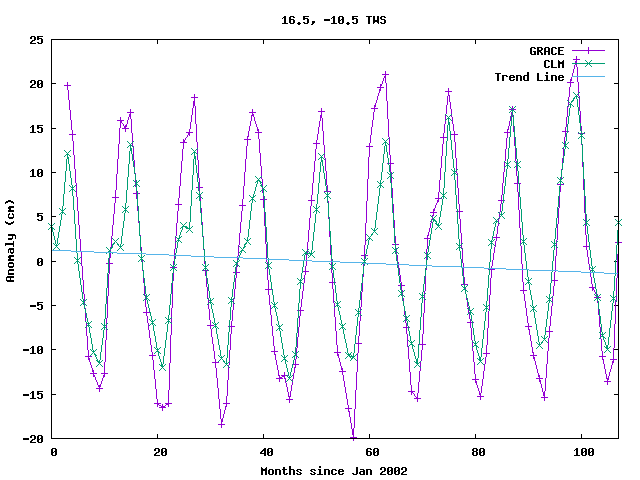 16.5, -10.5 TWS
GRACE
CLM
Trend Line
25
20
15
10
5
0
-5
-10
-15
-20
Anomaly (cm)
0 20 40 60 80 100
Months since Jan 2002